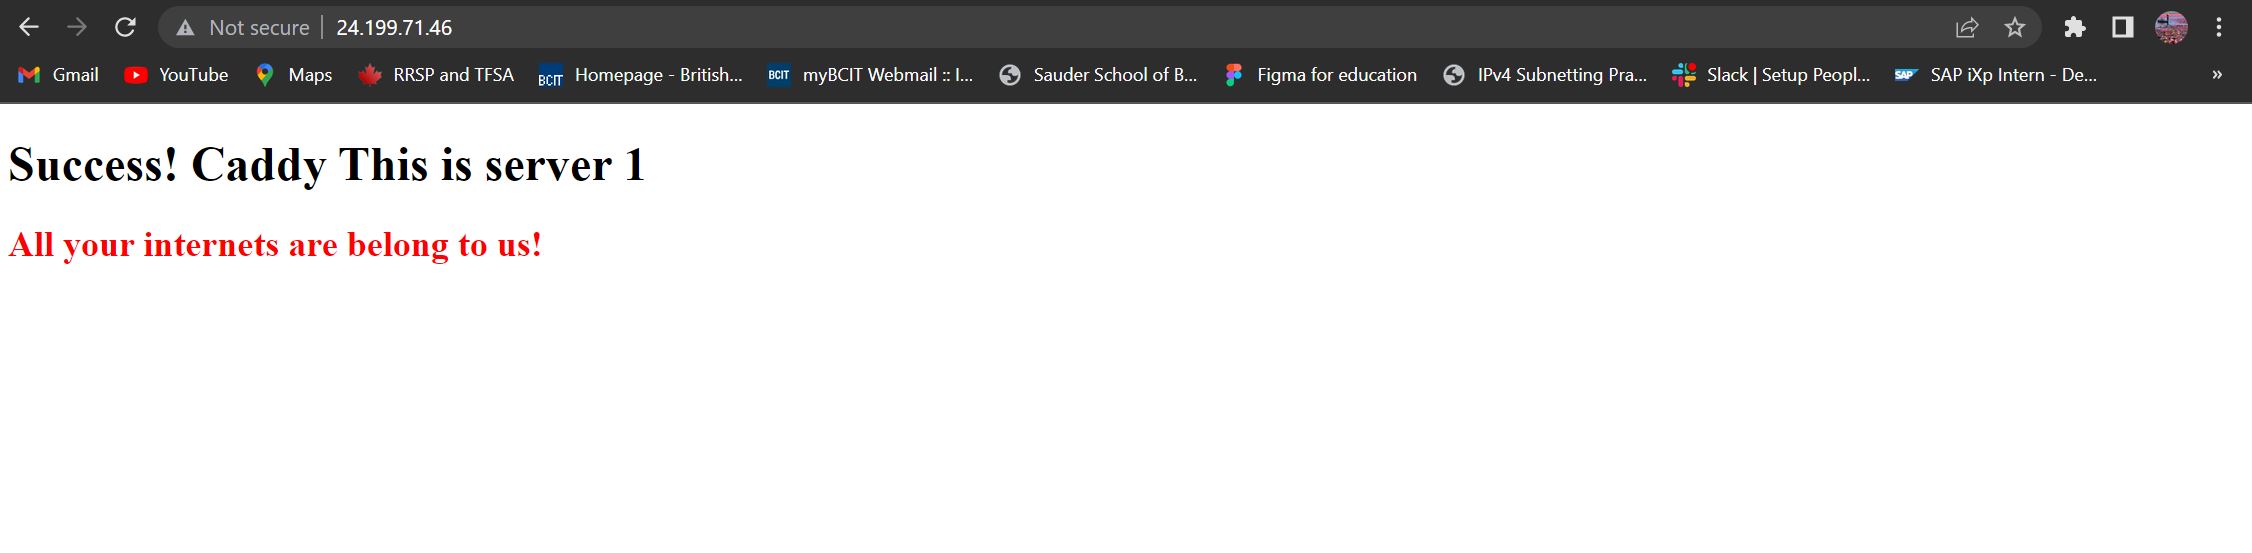 Not secure 24.199.71.46
Gmail YouTube Maps RRSP and TFSA BCIT Homepage - British... BCIT myBCIT Webmail :: I... Sauder School of B... Figma for education IPv4 Subnetting Pra... Slack | Setup Peopl... SAP SAP iXp Intern - De... »
Success! Caddy This is server 1
All your internets are belong to us!